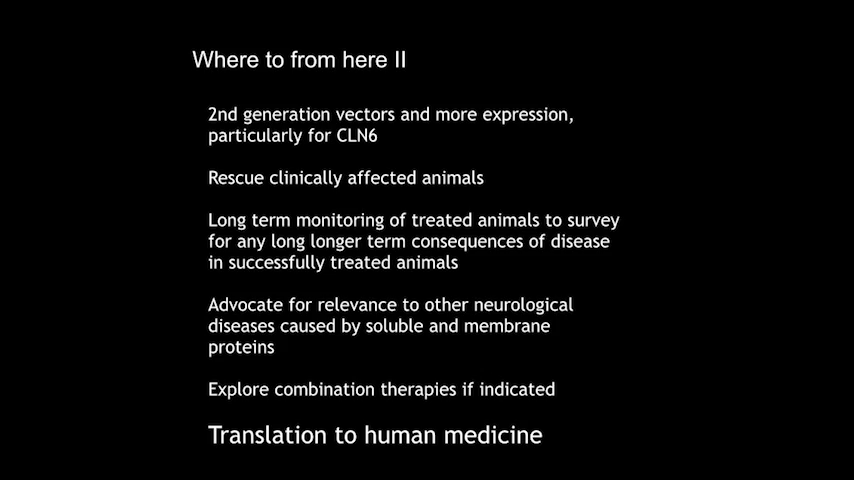 Where to from here II
2nd generation vectors and more expression,
particularly for CLN6
Rescue clinically affected animals
Long term monitoring of treated animals to survey
for any long longer term consequences of disease
in successfully treated animals
Advocate for relevance to other neurological
diseases caused by soluble and membrane
proteins
Explore combination therapies if indicated
Translation to human medicine